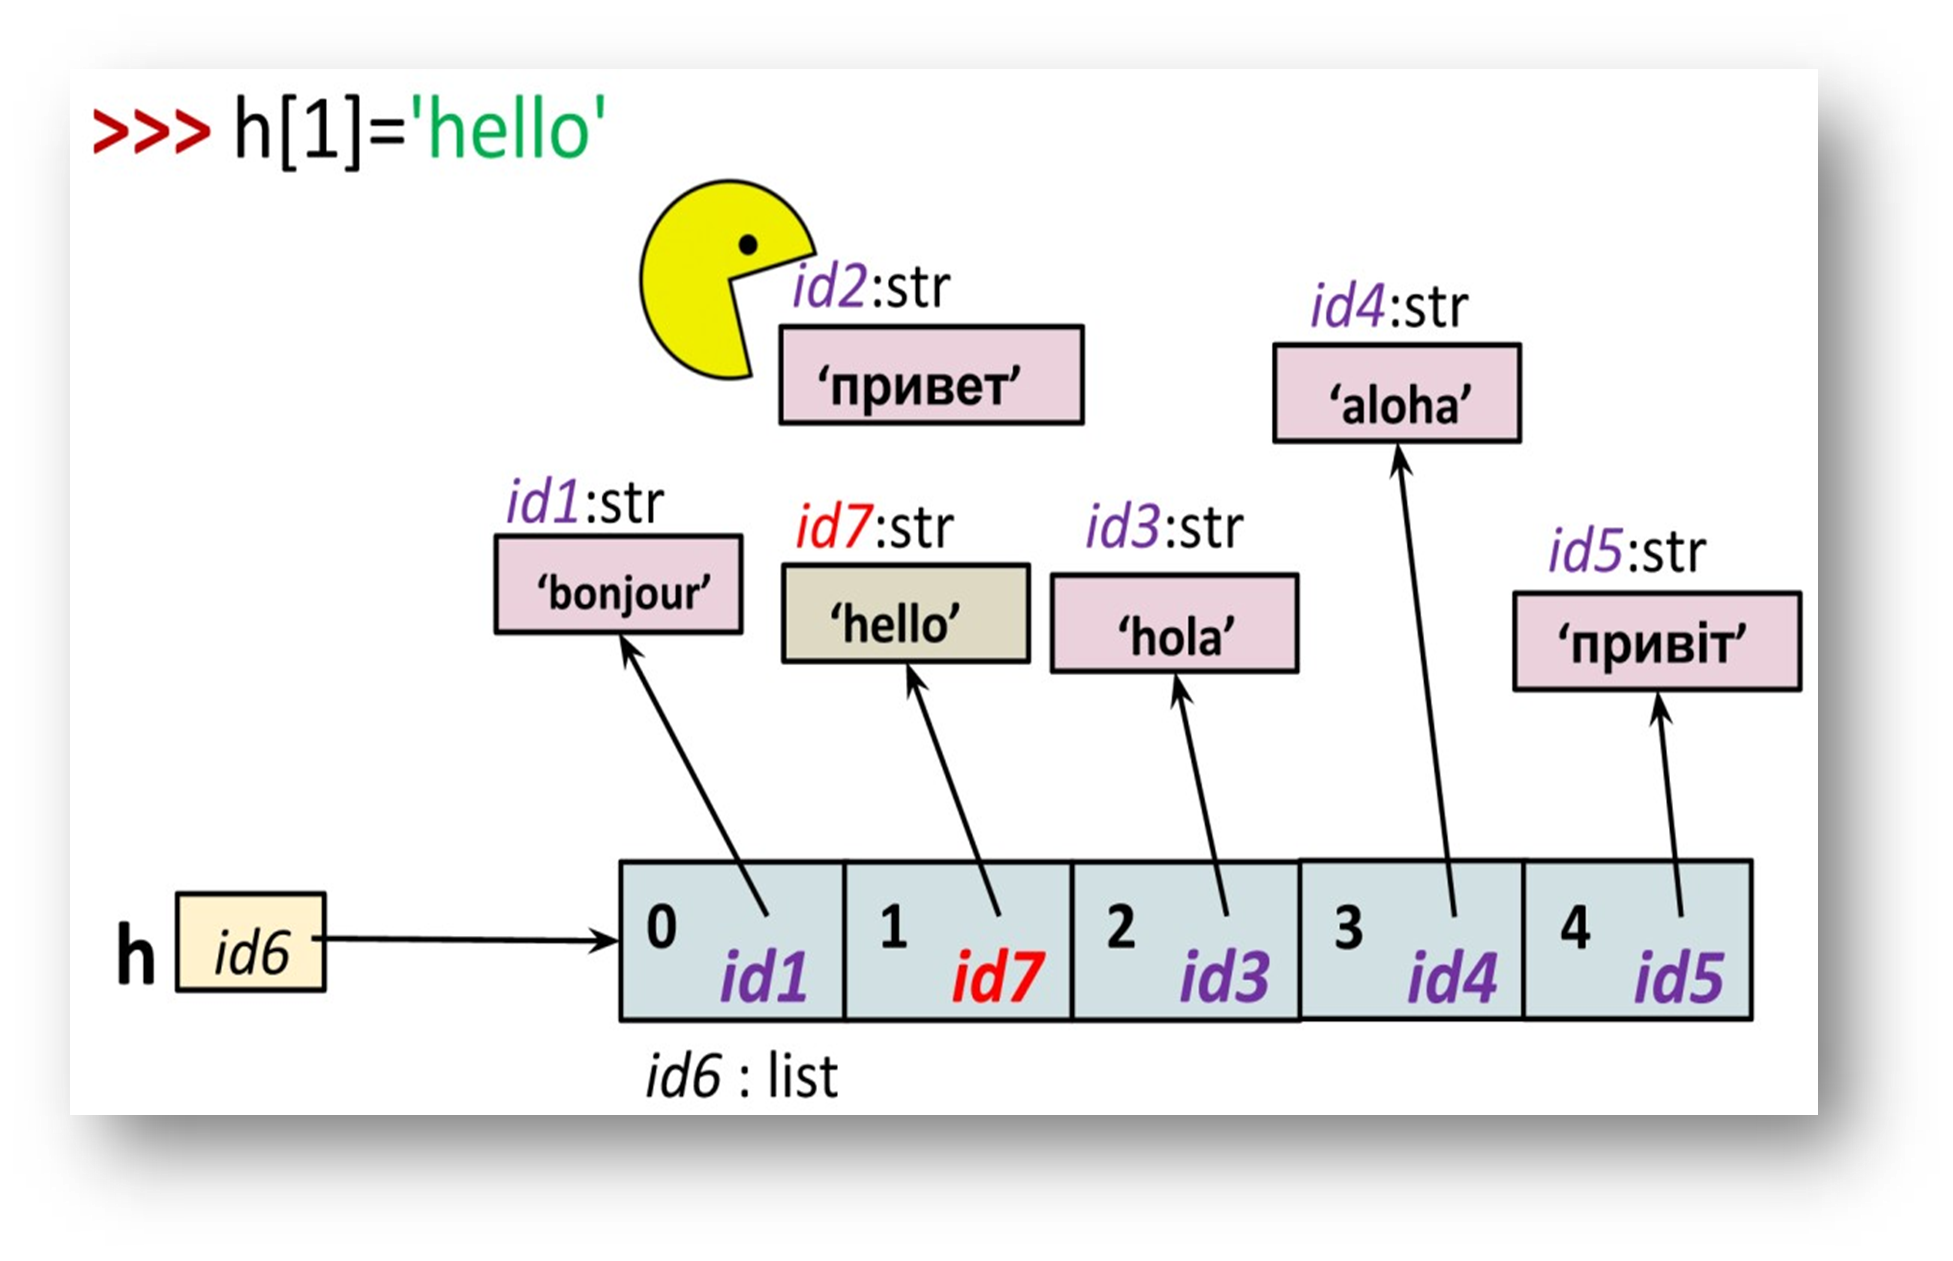 >>> h[1]='hello'
id2:str
‘привет’
id4:str
‘aloha’
id1:str
‘bonjour’
id7:str
‘hello’
id3:str
‘hola’
id5:str
‘привіт’
h id6
0 id1
1 id7
2 id3
3 id4
4 id5
id6 : list